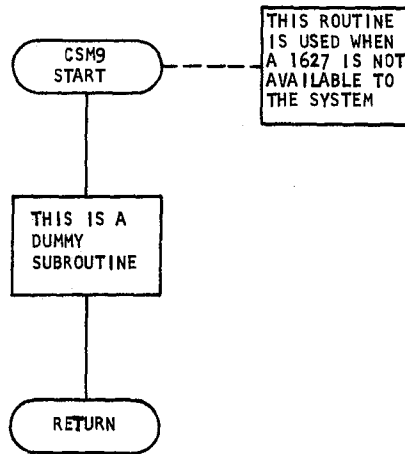 CSM9
START
THIS ROUTINE
IS USED WHEN
A 1627 IS NOT
AVAILABLE TO
THE SYSTEM
THIS IS A
DUMMY
SUBROUTINE
RETURN